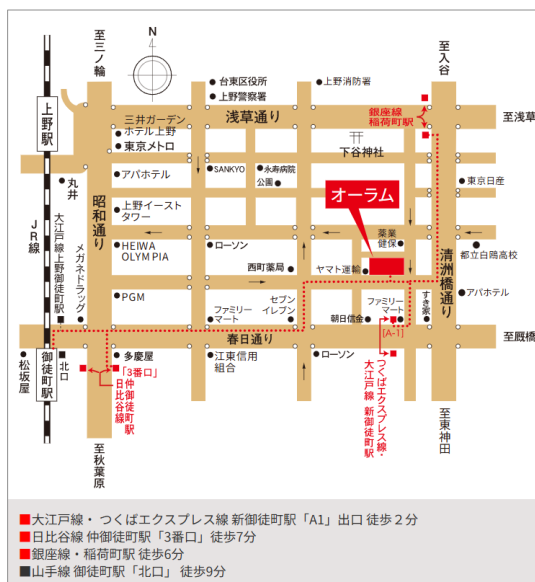 至三ノ輪
N
至入谷
台東区役所
上野消防署
上野警察署
三井ガーデン
ホテル上野
浅草通り
銀座線
稲荷町駅
至浅草
上野駅
東京メトロ
下谷神社
丸井
アパホテル
SANKYO
永寿病院
公園
東京日産
オーラム
昭和通り
上野イースト
タワー
薬業
健保
清洲橋通り
JR線
大江戸線上野御徒町駅
メガネドラッグ
HEIWA
OLYMPIA
ローソン
西町薬局
ヤマト運輸
都立白鴎高校
PGM
ファミリー
マート
セブン
イレブン
朝日信金
ファミリー
マート
[A-1]
すき家
アパホテル
春日通り
至厩橋
松坂屋
御徒町駅
北口
多慶屋
江東信用
組合
ローソン
「3番口」
仲御徒町駅
日比谷線
つくばエクスプレス線・
大江戸線 新御徒町駅
至秋葉原
至東神田
■大江戸線・ つくばエクスプレス線 新御徒町駅「A1」出口 徒歩２分
■日比谷線 仲御徒町駅「3番口」徒歩7分
■銀座線・稲荷町駅 徒歩6分
■山手線 御徒町駅「北口」 徒歩9分